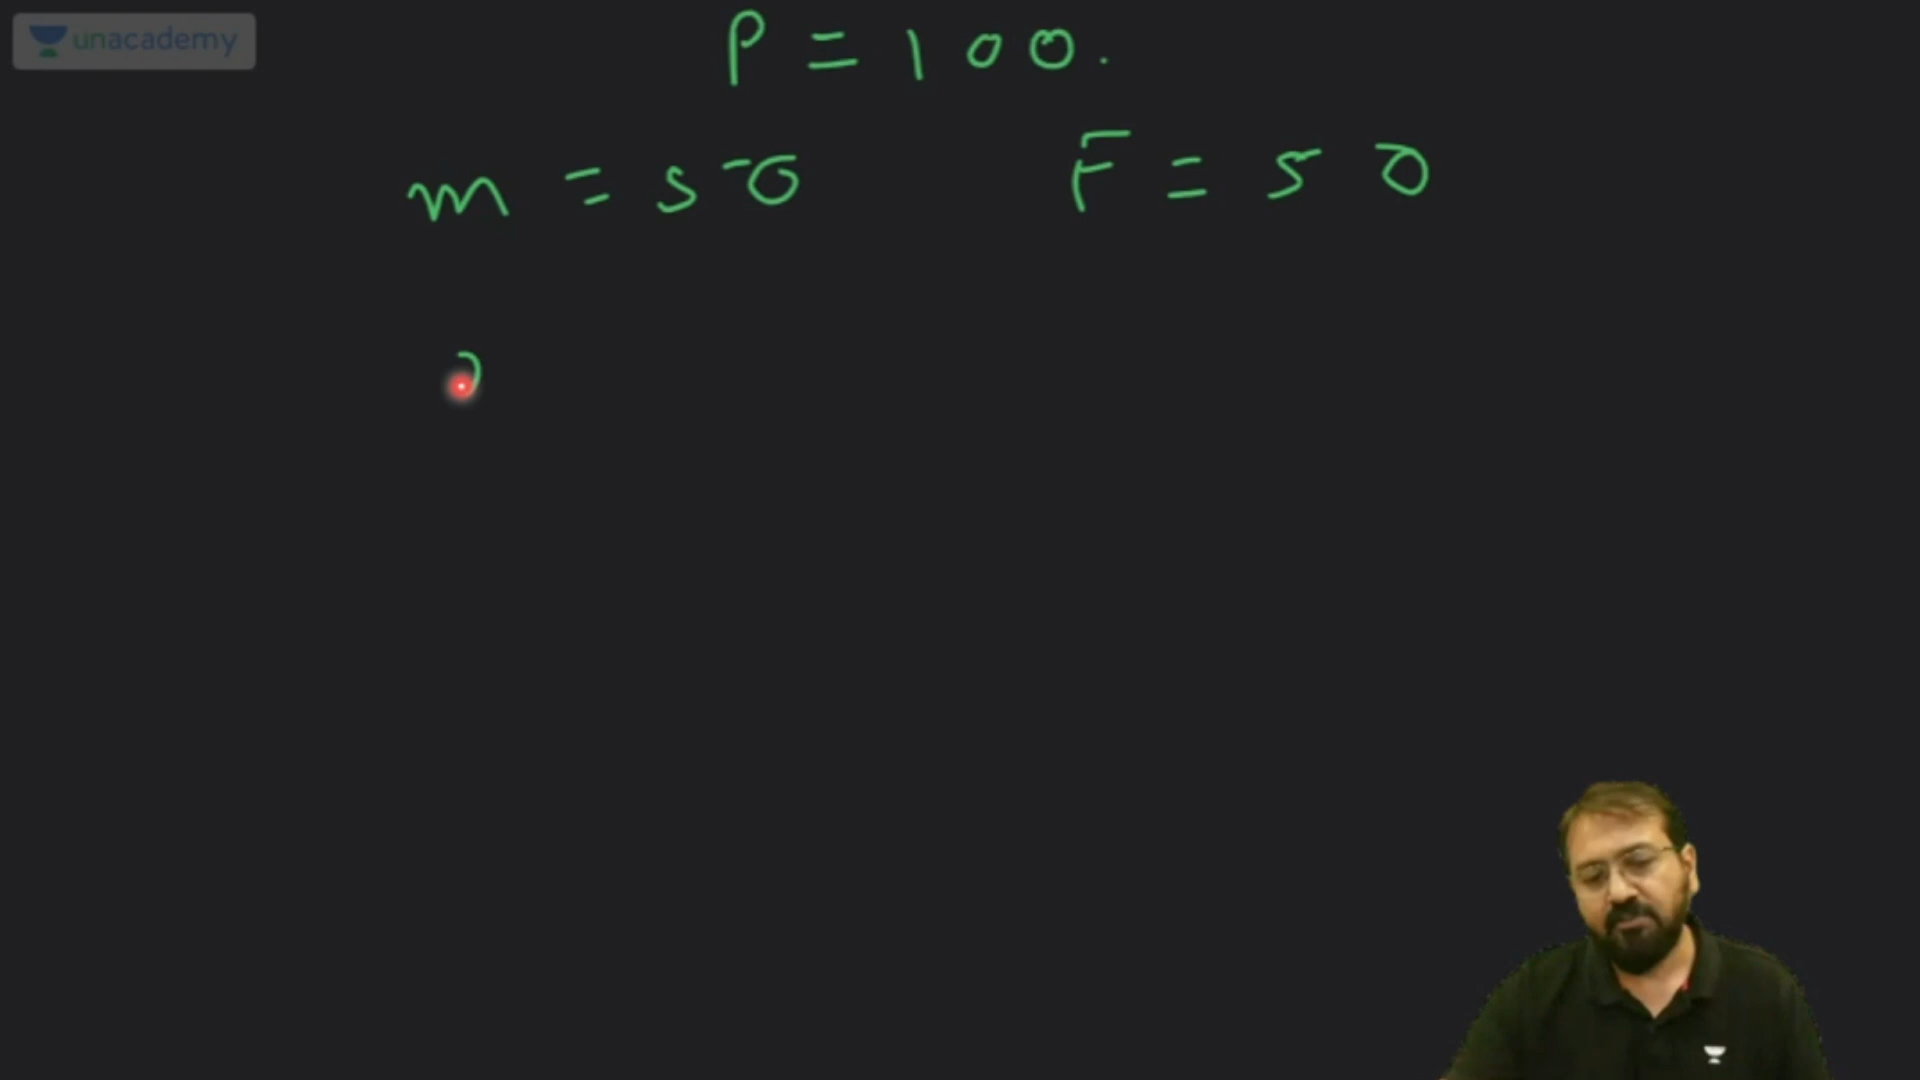 unacademy
P = 100.
m = 50 F = 50